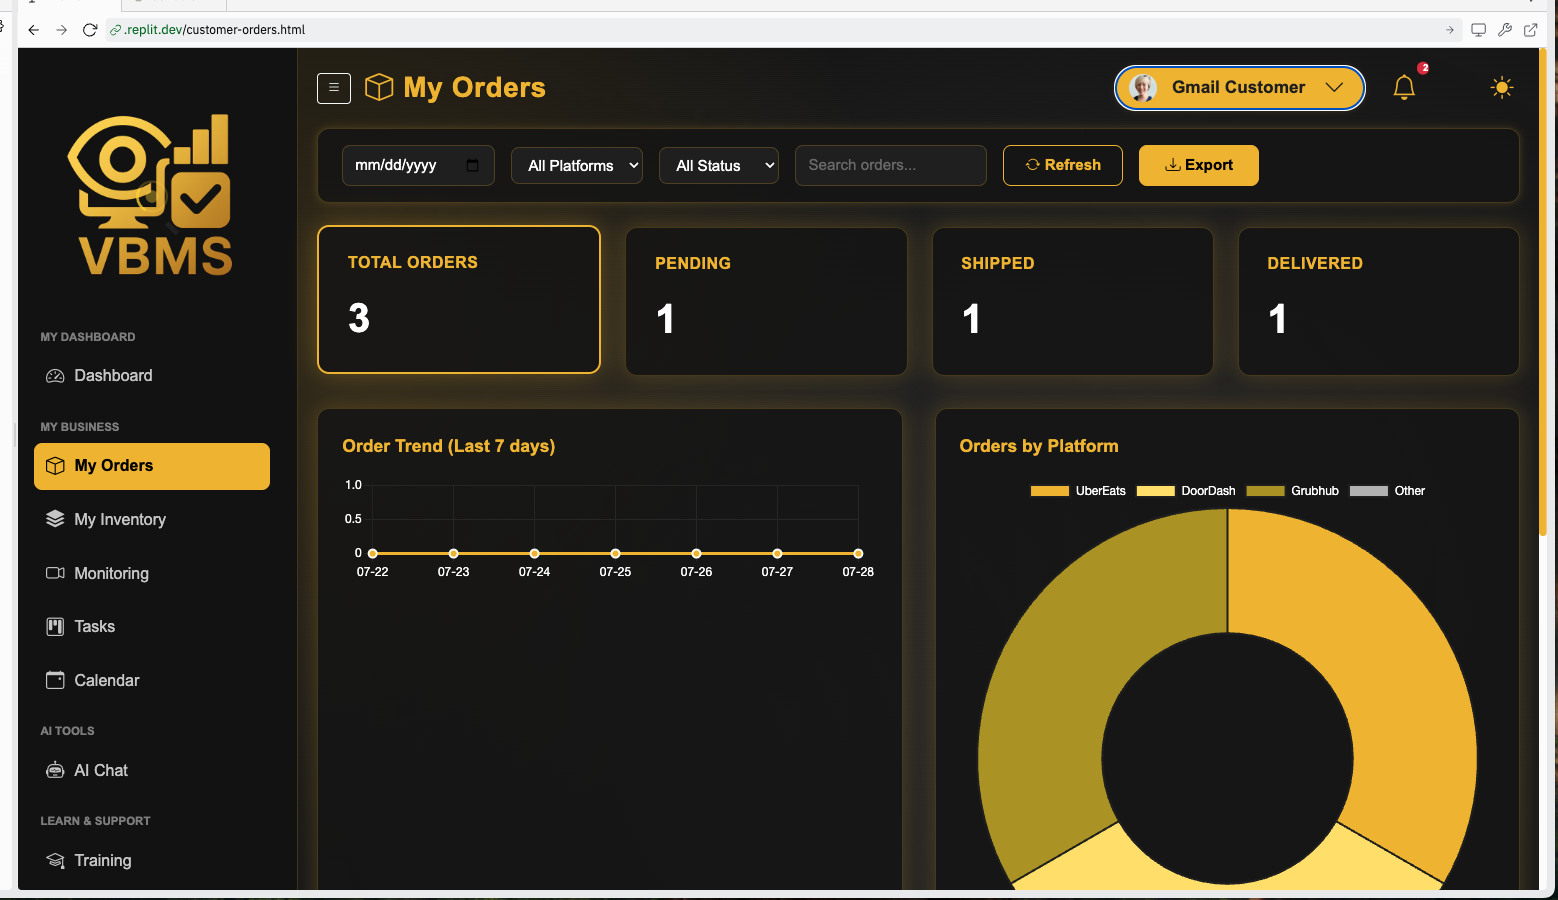 .replit.dev/customer-orders.html
VBMS
MY DASHBOARD
Dashboard
MY BUSINESS
My Orders
My Inventory
Monitoring
Tasks
Calendar
AI TOOLS
AI Chat
LEARN & SUPPORT
Training
My Orders
Gmail Customer
2
mm/dd/yyyy
All Platforms
All Status
Search orders...
Refresh
Export
TOTAL ORDERS
3
PENDING
1
SHIPPED
1
DELIVERED
1
Order Trend (Last 7 days)
1.0
0.5
0
07-22 07-23 07-24 07-25 07-26 07-27 07-28
Orders by Platform
UberEats DoorDash Grubhub Other